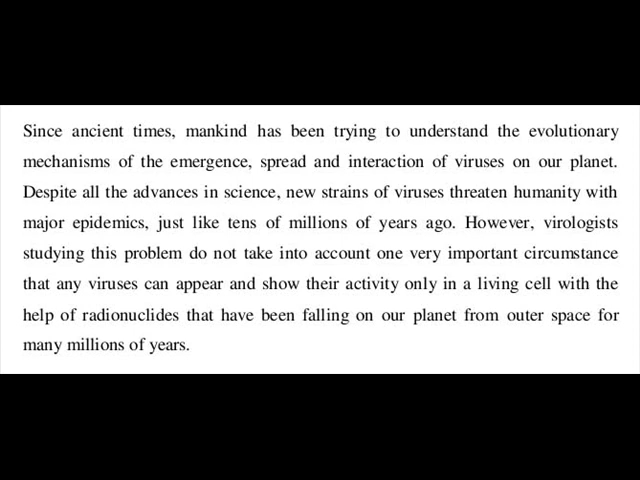 Since ancient times, mankind has been trying to understand the evolutionary
mechanisms of the emergence, spread and interaction of viruses on our planet.
Despite all the advances in science, new strains of viruses threaten humanity with
major epidemics, just like tens of millions of years ago. However, virologists
studying this problem do not take into account one very important circumstance
that any viruses can appear and show their activity only in a living cell with the
help of radionuclides that have been falling on our planet from outer space for
many millions of years.